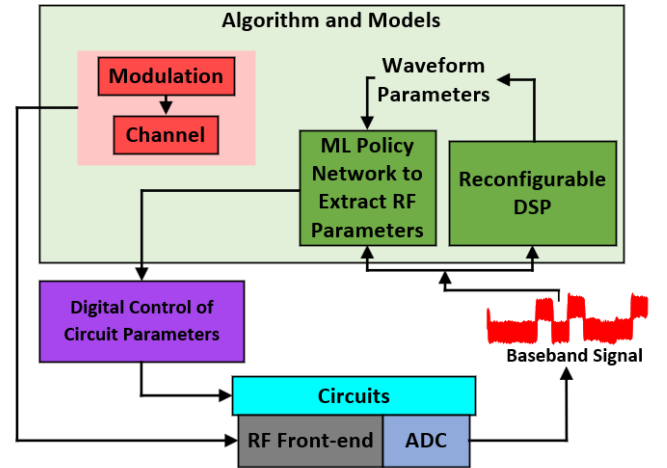 Algorithm and Models
Modulation
Channel
Waveform
Parameters
ML Policy
Network to
Extract RF
Parameters
Reconfigurable
DSP
Digital Control of
Circuit Parameters
Baseband Signal
Circuits
RF Front-end
ADC